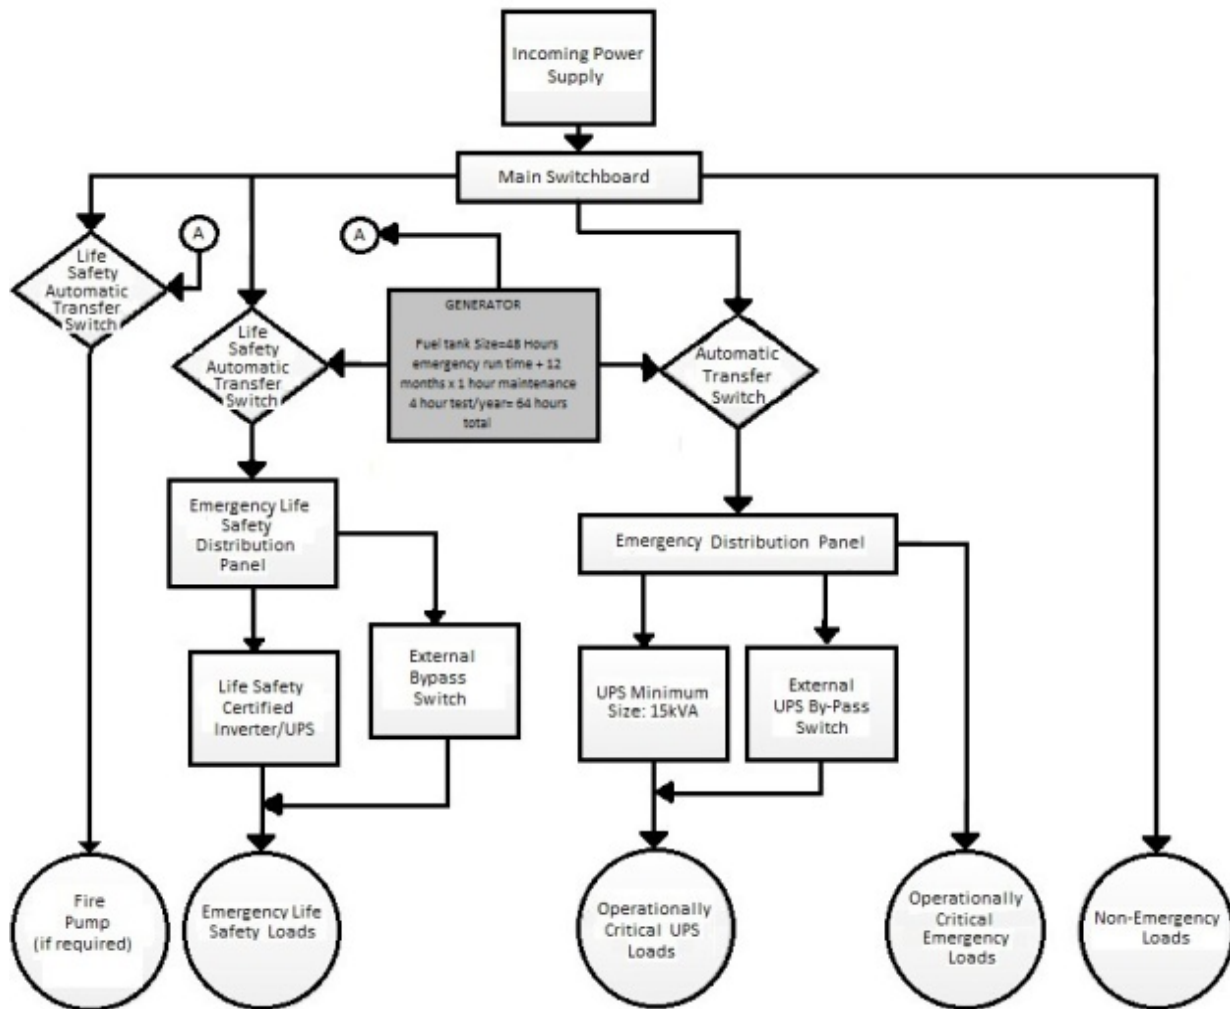 Incoming Power
Supply
Main Switchboard
A
A
Life
Safety
Automatic
Transfer
Switch
GENERATOR
Fuel tank Size=48 Hours
emergency run time + 12
months x 1 hour maintenance
4 hour test/year= 64 hours
total
Life
Safety
Automatic
Transfer
Switch
Automatic
Transfer
Switch
Emergency Life
Safety
Distribution
Panel
Emergency Distribution Panel
External
Bypass
Switch
Life Safety
Certified
Inverter/UPS
UPS Minimum
Size: 15kVA
External
UPS By-Pass
Switch
Fire
Pump
(if required)
Emergency Life
Safety Loads
Operationally
Critical UPS
Loads
Operationally
Critical
Emergency
Loads
Non-Emergency
Loads